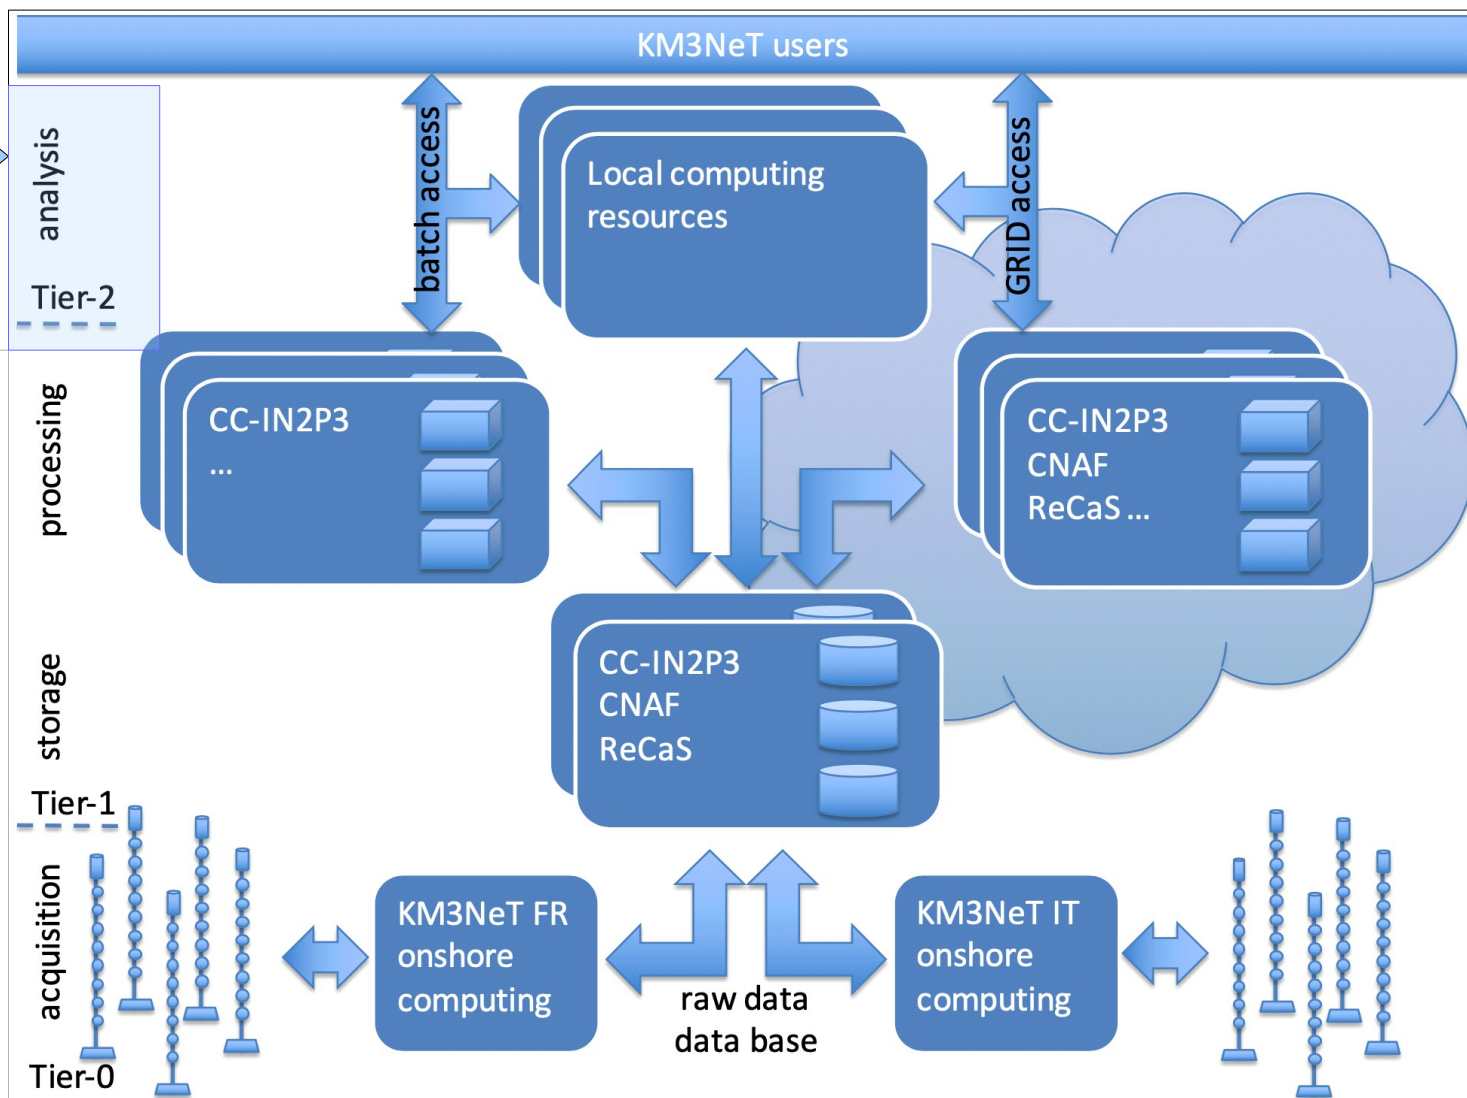 KM3NeT users
analysis
batch access
Local computing
resources
GRID access
Tier-2
processing
CC-IN2P3
...
CC-IN2P3
CNAF
ReCaS ...
storage
CC-IN2P3
CNAF
ReCaS
Tier-1
acquisition
KM3NeT FR
onshore
computing
raw data
data base
KM3NeT IT
onshore
computing
Tier-0